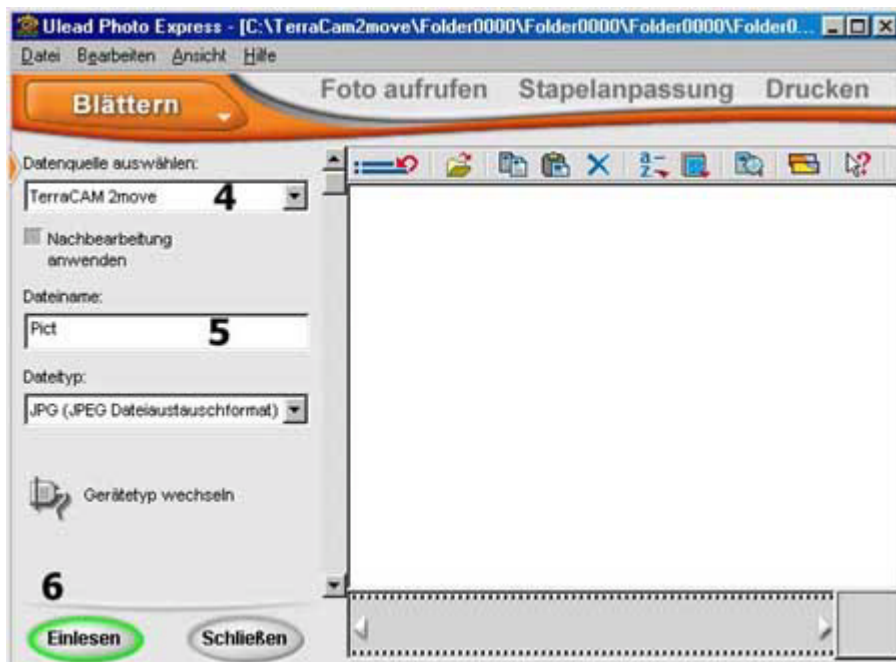 Ulead Photo Express - [C:\TerraCam2move\Folder0000\Folder0000\Folder0000\Folder0...
Datei Bearbeiten Ansicht Hilfe
Blättern Foto aufrufen Stapelanpassung Drucken
Datenquelle auswählen:
TerraCAM 2move 4
Nachbearbeitung
anwenden
Dateiname:
Pict 5
Dateityp:
JPG (JPEG Dateiaustauschformat)
Gerätetyp wechseln
6
Einlesen Schließen